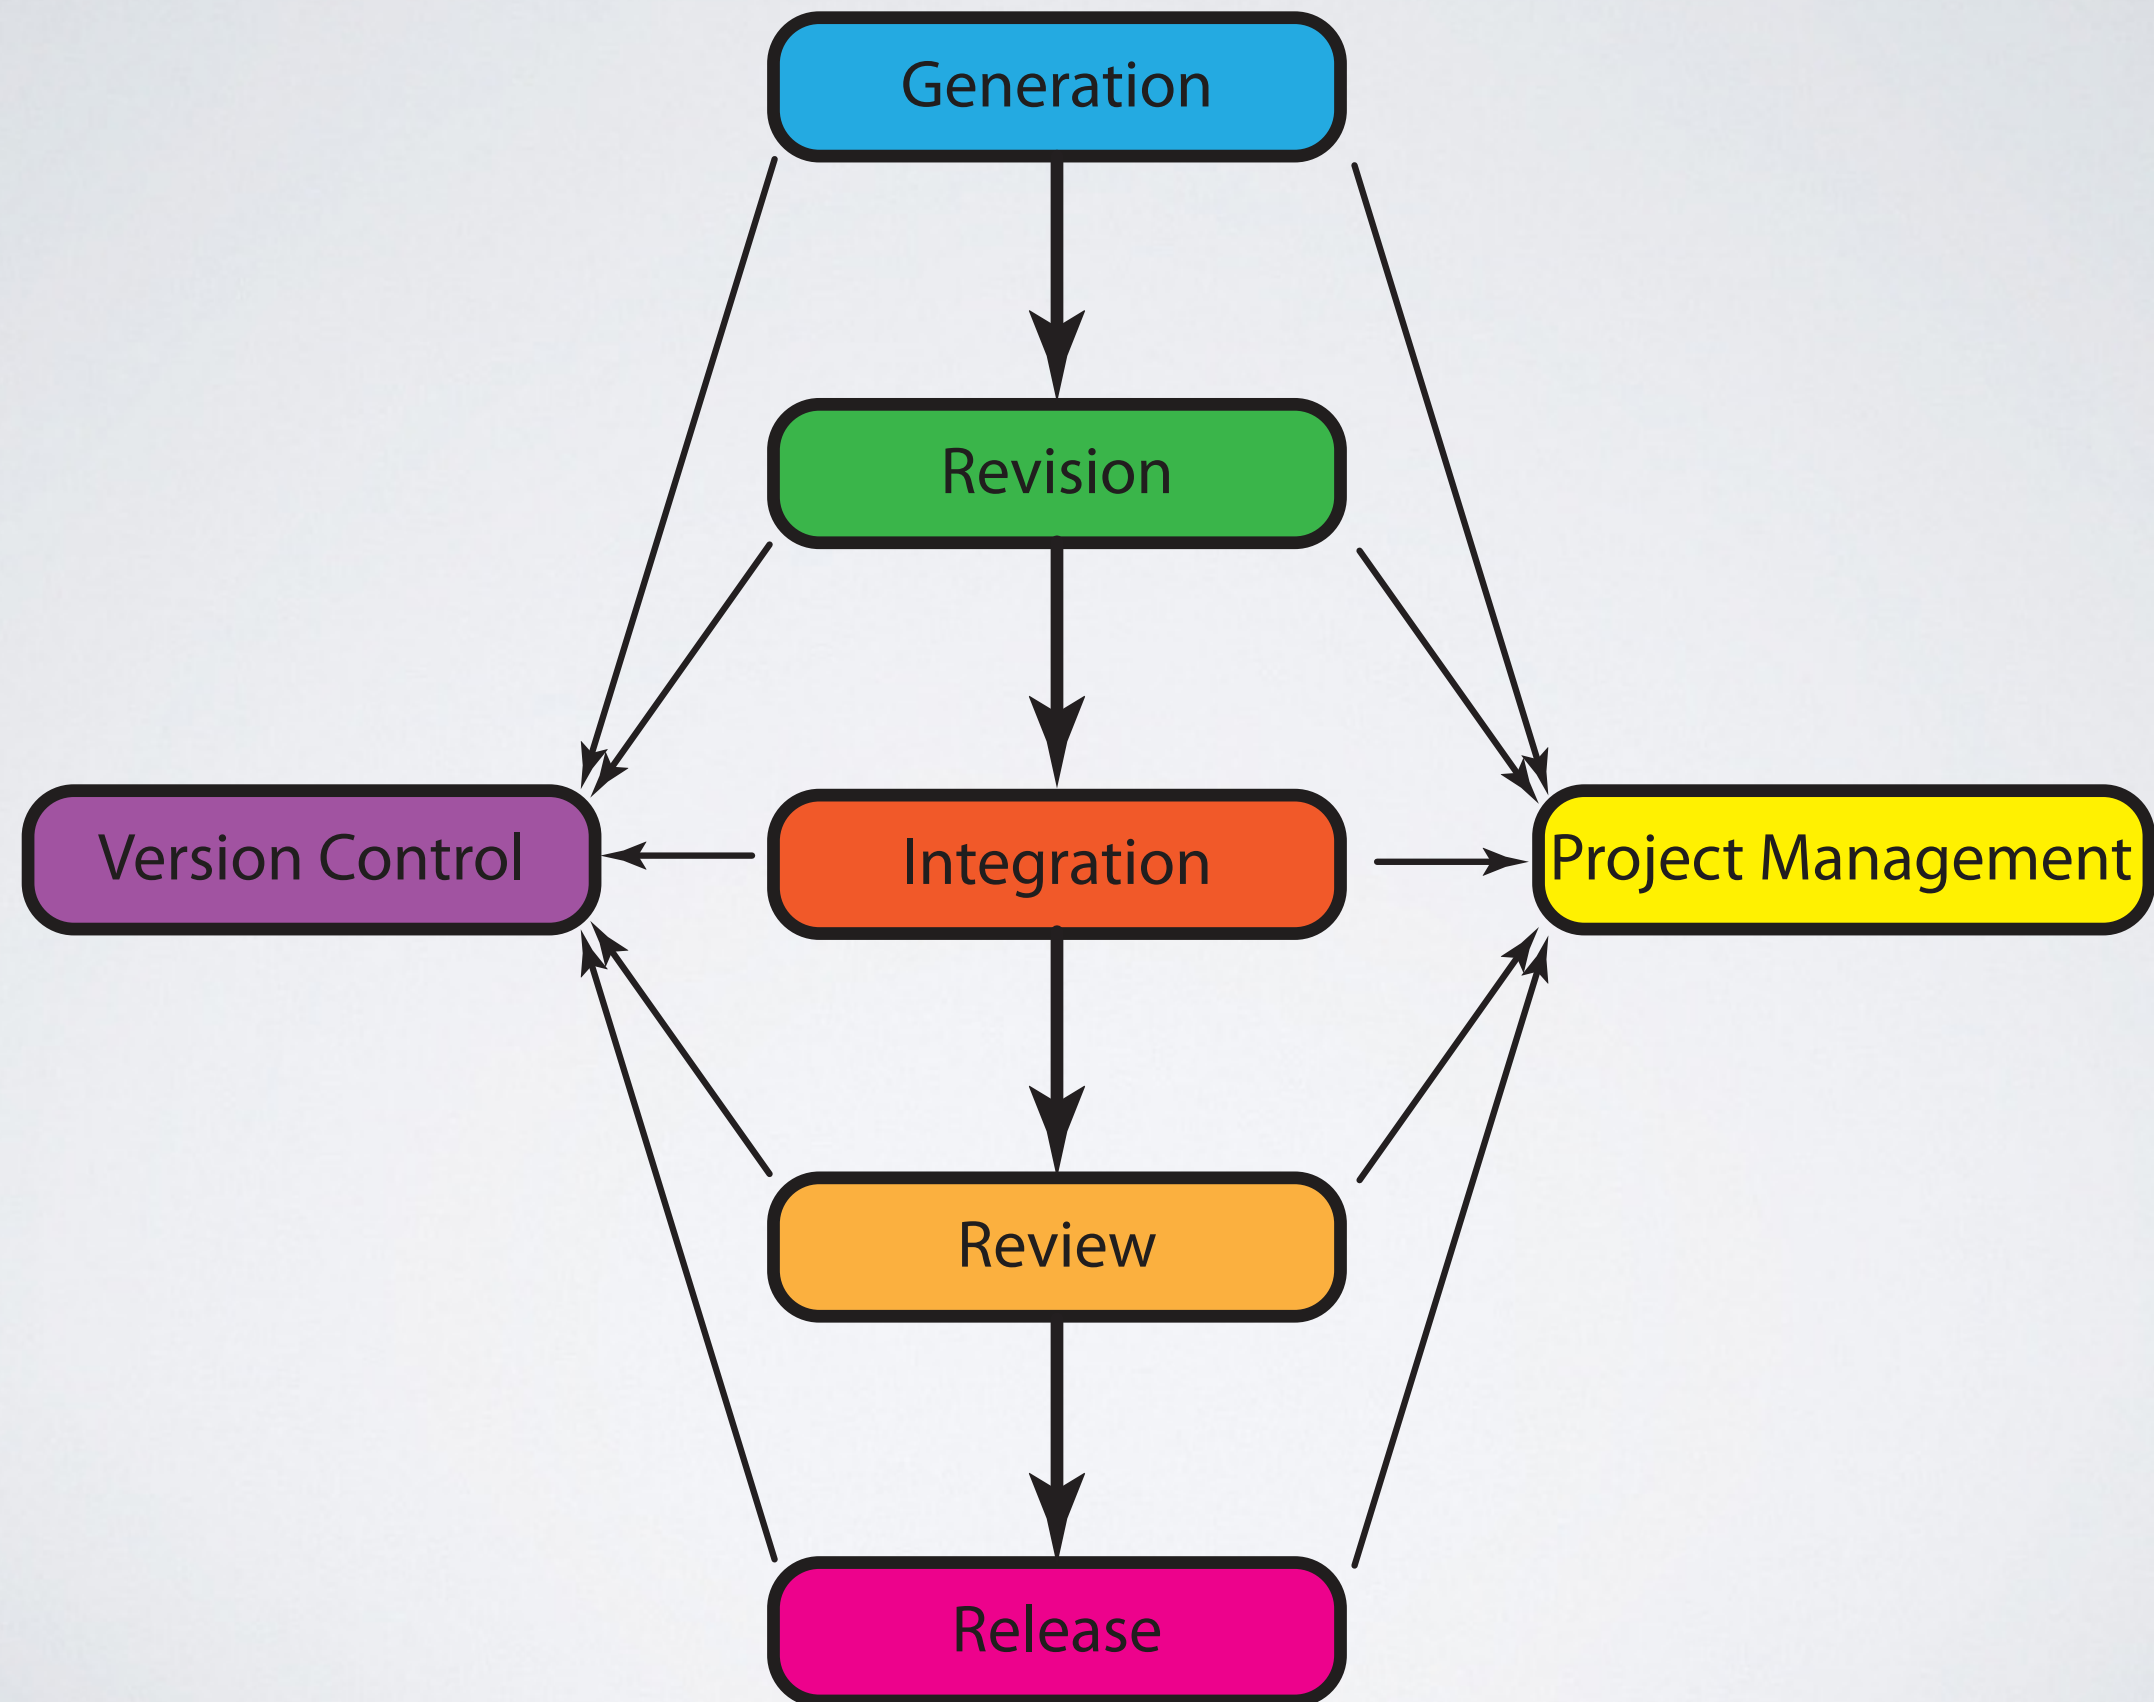 Generation
Revision
Version Control
Integration
Project Management
Review
Release